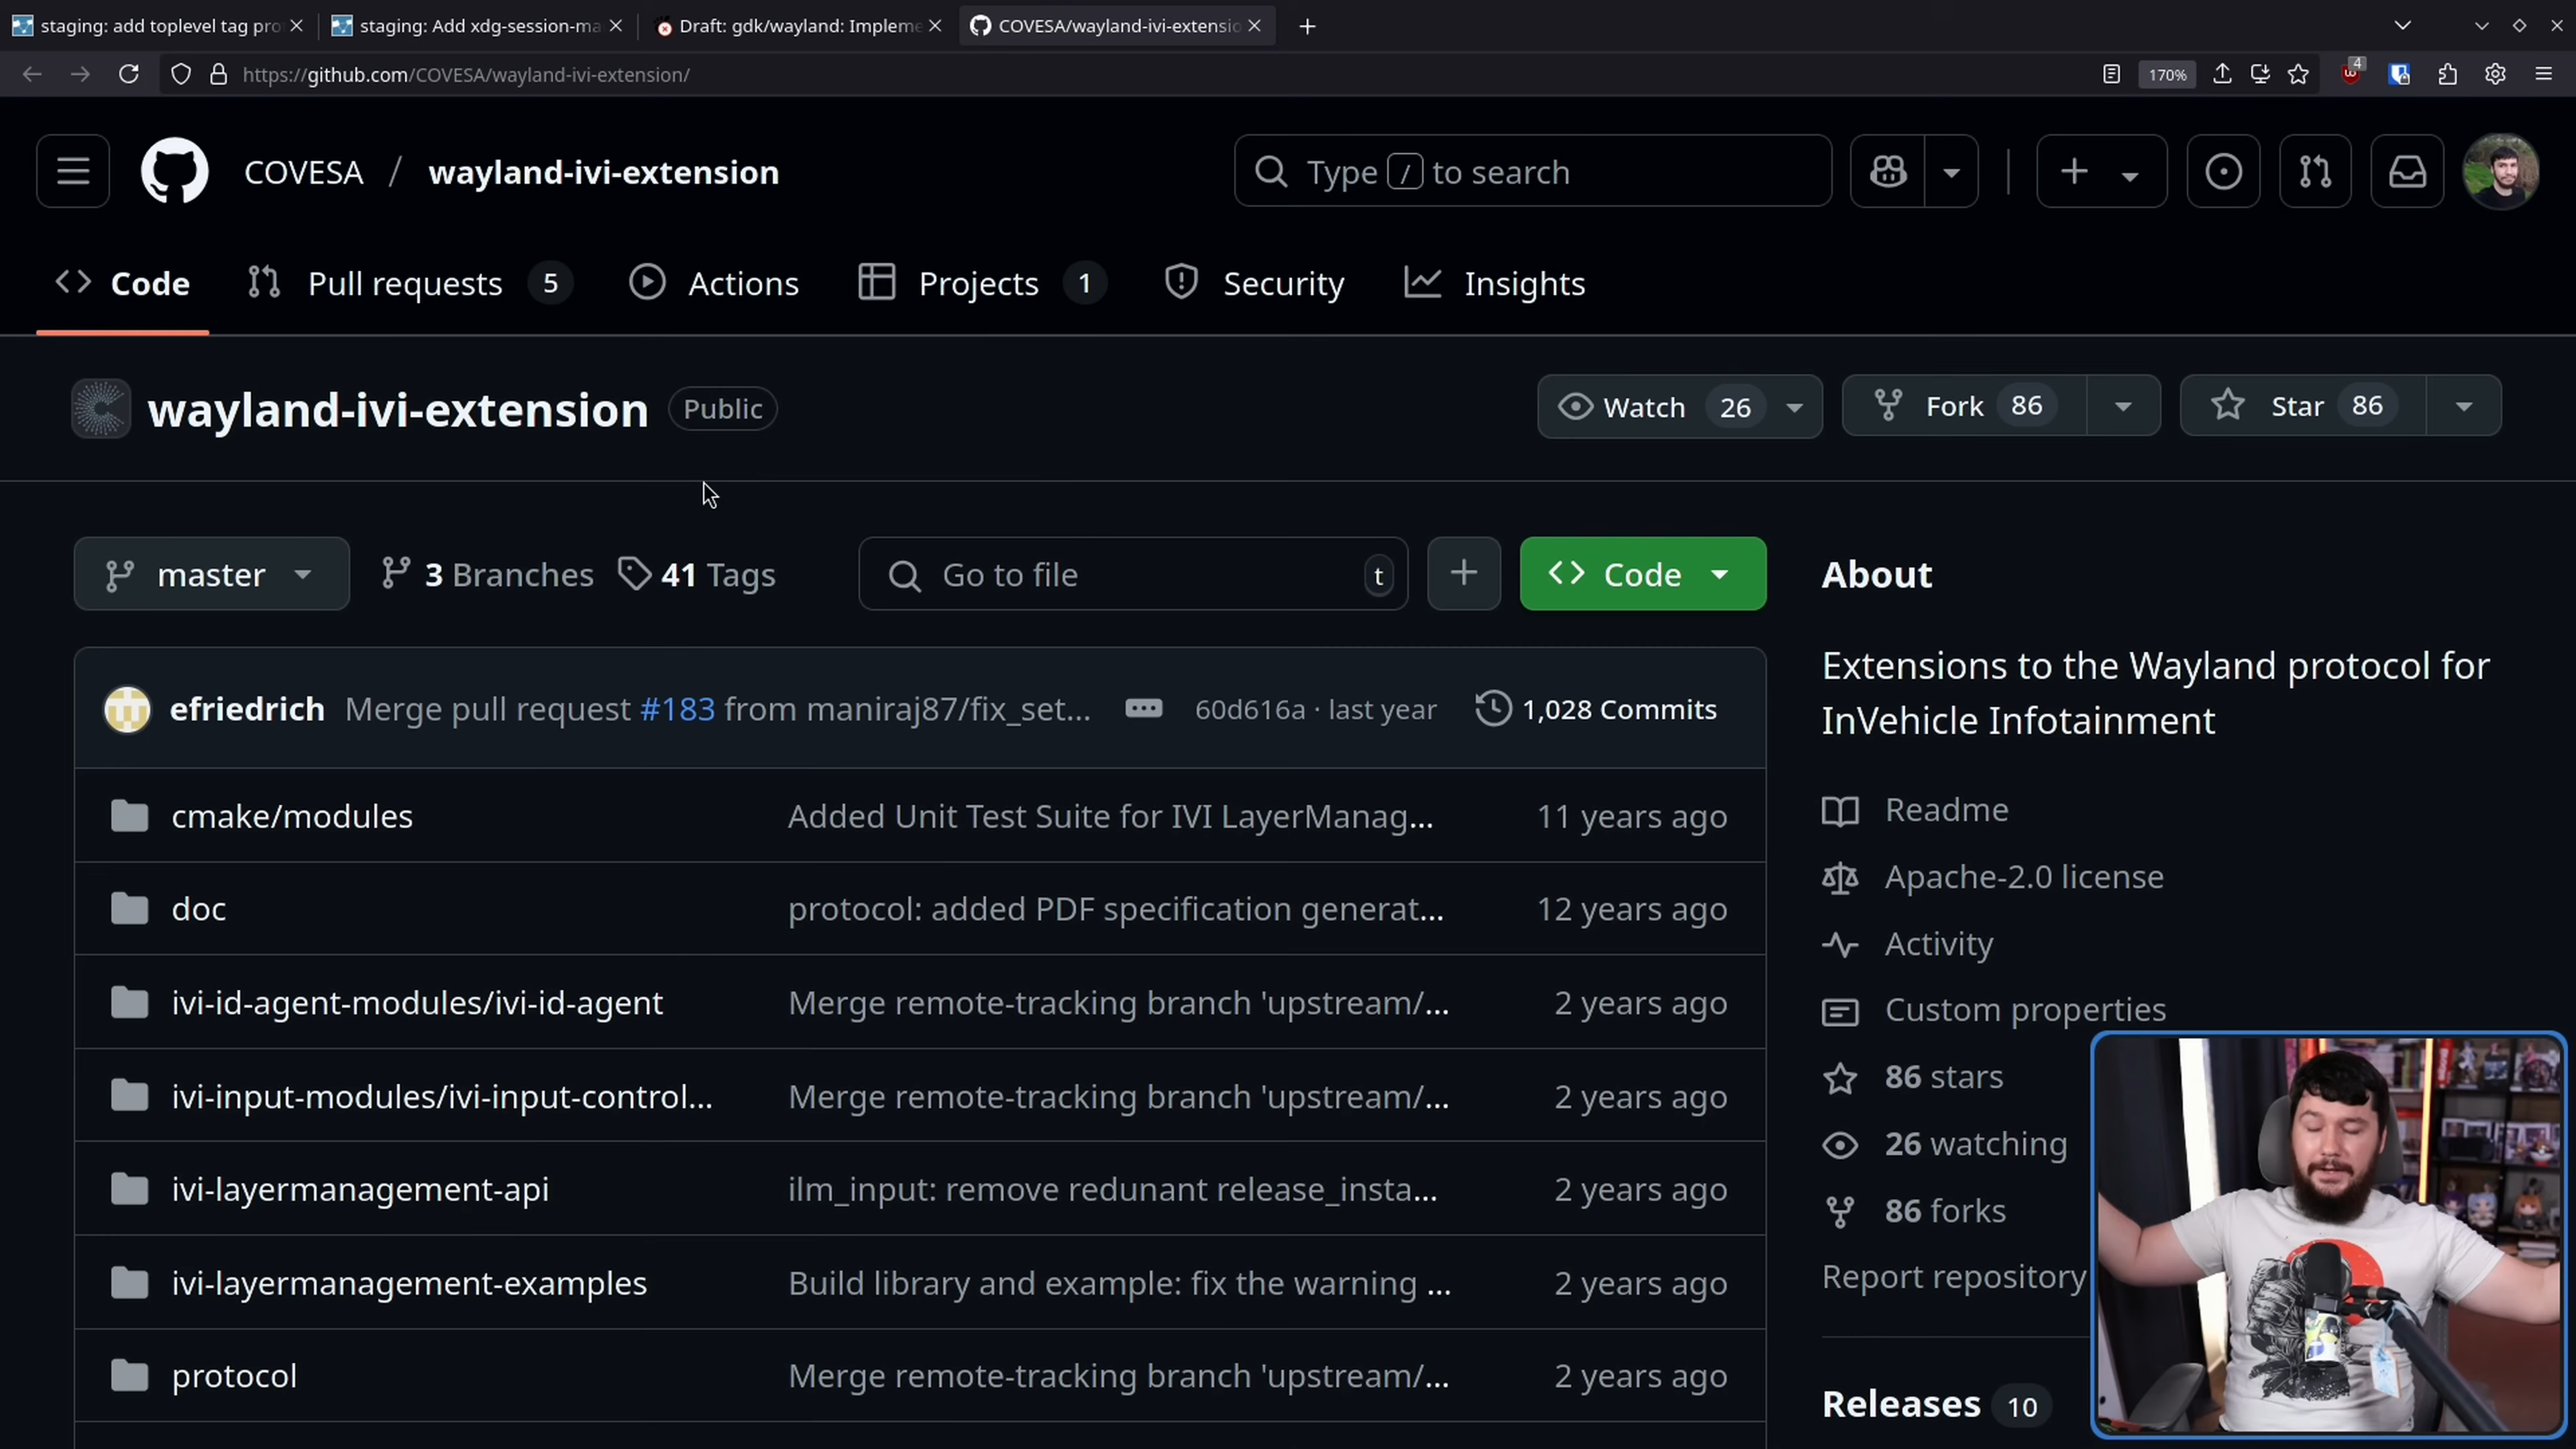 staging: add toplevel tag pro
staging: Add xdg-session-ma
Draft: gdk/wayland: Impleme
COVESA/wayland-ivi-extensio
https://github.com/COVESA/wayland-ivi-extension/
170%
4
COVESA / wayland-ivi-extension
Type / to search
Code
Pull requests 5
Actions
Projects 1
Security
Insights
wayland-ivi-extension Public
Watch 26
Fork 86
Star 86
master
3 Branches
41 Tags
Go to file t
Code
About
Extensions to the Wayland protocol for
InVehicle Infotainment
efriedrich Merge pull request #183 from maniraj87/fix_set... 60d616a · last year 1,028 Commits
cmake/modules Added Unit Test Suite for IVI LayerManag... 11 years ago
doc protocol: added PDF specification generat... 12 years ago
ivi-id-agent-modules/ivi-id-agent Merge remote-tracking branch 'upstream/... 2 years ago
ivi-input-modules/ivi-input-control... Merge remote-tracking branch 'upstream/... 2 years ago
ivi-layermanagement-api ilm_input: remove redunant release_insta... 2 years ago
ivi-layermanagement-examples Build library and example: fix the warning ... 2 years ago
protocol Merge remote-tracking branch 'upstream/... 2 years ago
Readme
Apache-2.0 license
Activity
Custom properties
86 stars
26 watching
86 forks
Report repository
Releases 10